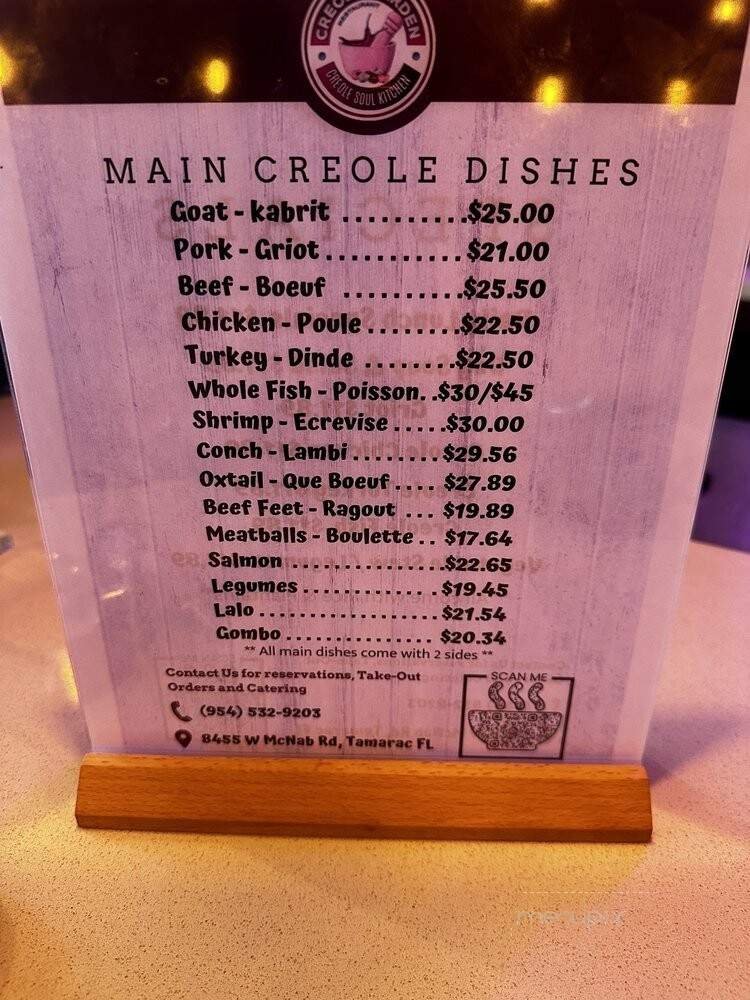 RESTAURANT
CREOLE SOUL KITCHEN
MAIN CREOLE DISHES
Goat - kabrit ..........$25.00
Pork - Griot...........$21.00
Beef - Boeuf ..........$25.50
Chicken - Poule.......$22.50
Turkey - Dinde ........$22.50
Whole Fish - Poisson. .$30/$45
Shrimp - Ecrevise .....$30.00
Conch - Lambi........ $29.56
Oxtail - Que Boeuf.... $27.89
Beef Feet - Ragout ... $19.89
Meatballs - Boulette .. $17.64
Salmon ................$22.65
Legumes ............. $19.45
Lalo .................. $21.54
Gombo ............... $20.34
** All main dishes come with 2 sides **
Contact Us for reservations, Take-Out
Orders and Catering
(954) 532-9203
8455 W McNab Rd, Tamarac FL
SCAN ME
menupix